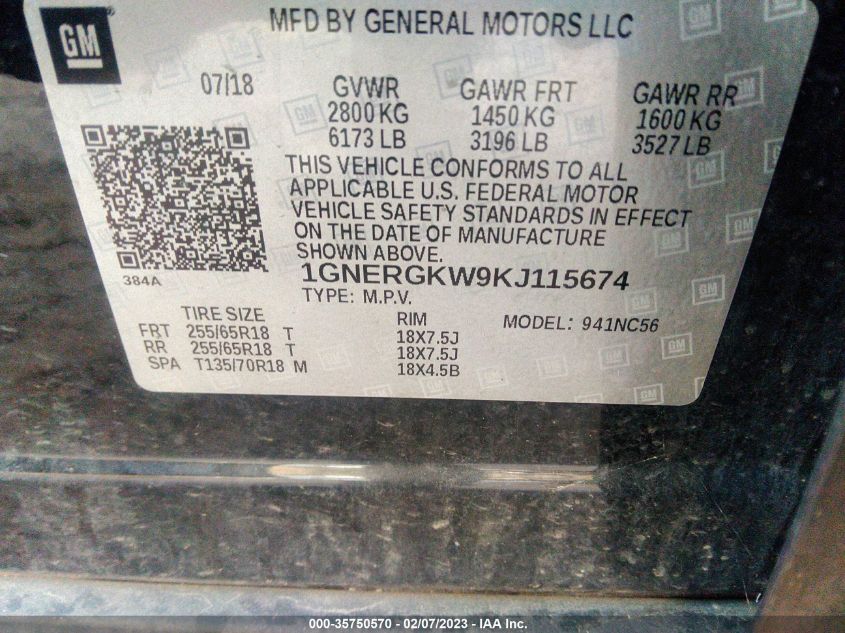 GM
MFD BY GENERAL MOTORS LLC
07/18 GVWR GAWR FRT GAWR RR
2800 KG 1450 KG 1600 KG
6173 LB 3196 LB 3527 LB
THIS VEHICLE CONFORMS TO ALL
APPLICABLE U.S. FEDERAL MOTOR
VEHICLE SAFETY STANDARDS IN EFFECT
ON THE DATE OF MANUFACTURE
SHOWN ABOVE.
384A
1GNERGKW9KJ115674
TYPE: M.P.V.
TIRE SIZE RIM MODEL: 941NC56
FRT 255/65R18 T 18X7.5J
RR 255/65R18 T 18X7.5J
SPA T135/70R18 M 18X4.5B
000-35750570 — 02/07/2023 — IAA Inc.